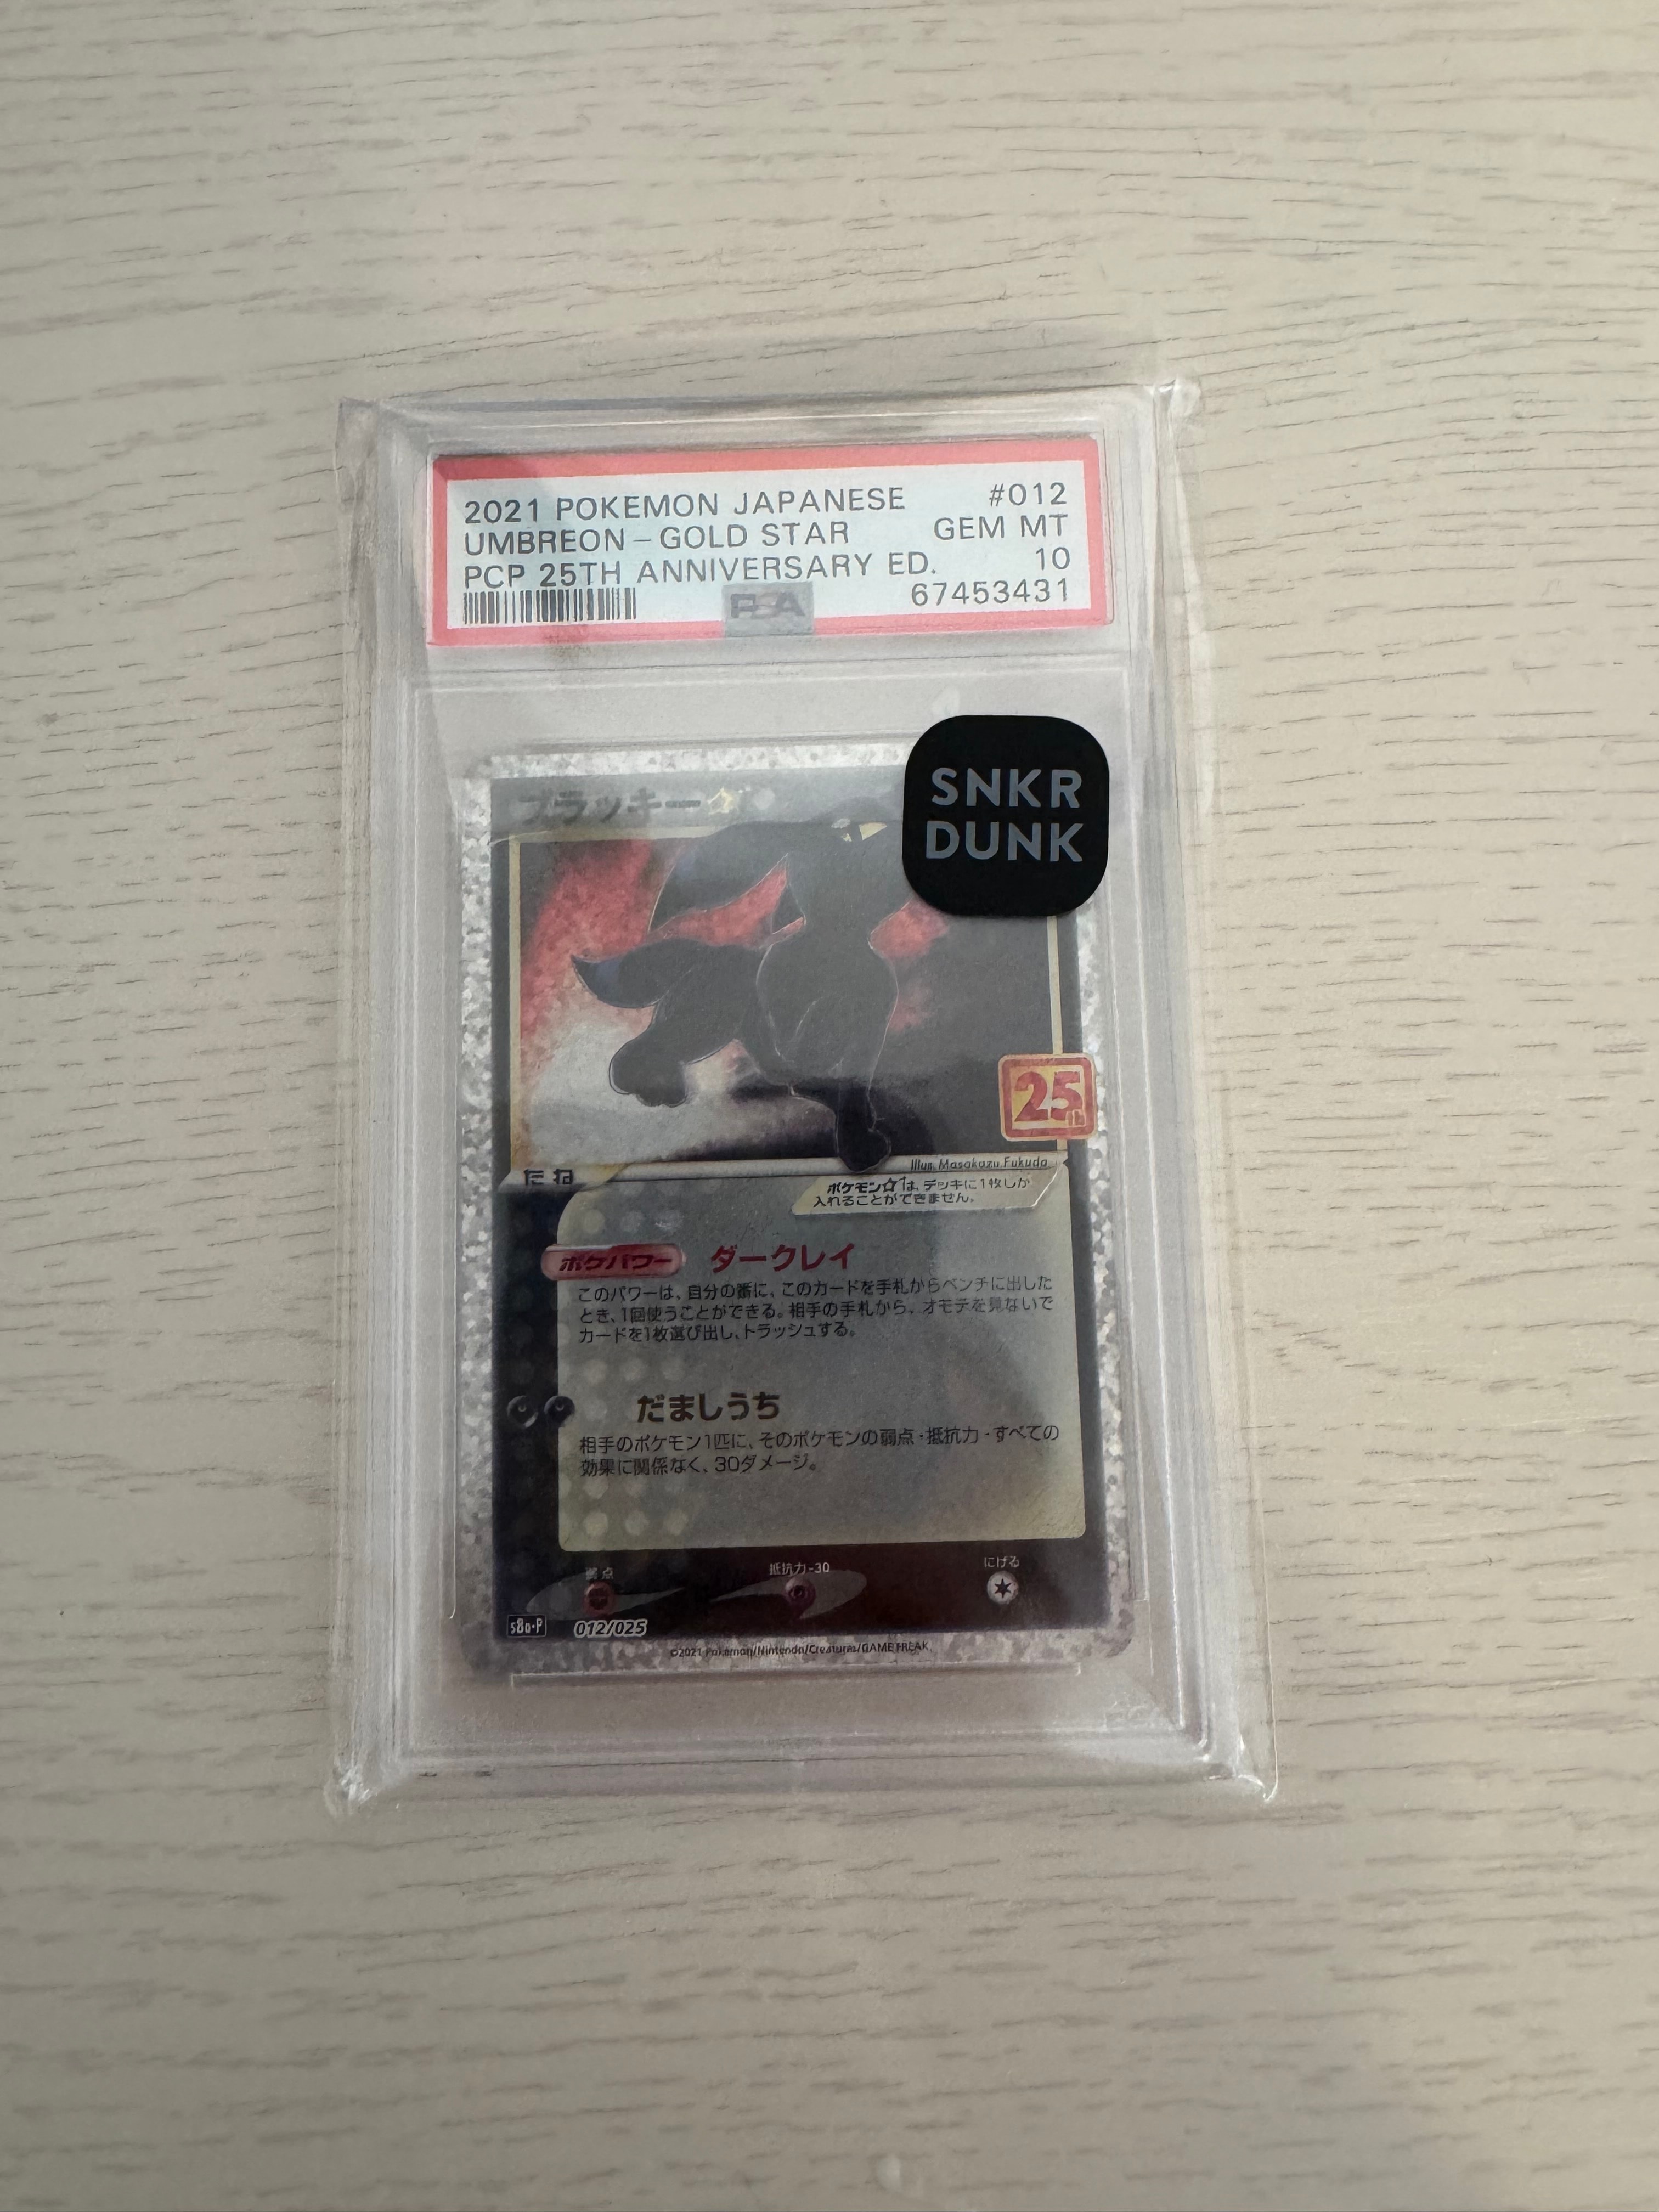 2021 POKEMON JAPANESE #012
UMBREON-GOLD STAR GEM MT
PCP 25TH ANNIVERSARY ED. 10
PSA 67453431
SNKR
DUNK
ブラッキー☆
25th
Illus. Masakazu Fukuda
たね
ポケモン☆は、デッキに1枚しか
入れることができません。
ポケパワー ダークレイ
このパワーは、自分の番に、このカードを手札からベンチに出した
とき、1回使うことができる。相手の手札から、オモテを見ないで
カードを1枚選び出し、トラッシュする。
だましうち
相手のポケモン1匹に、そのポケモンの弱点・抵抗力・すべての
効果に関係なく、30ダメージ。
弱点 抵抗力-30 にげる
s8a-P 012/025
©2021 Pokémon/Nintendo/Creatures/GAME FREAK